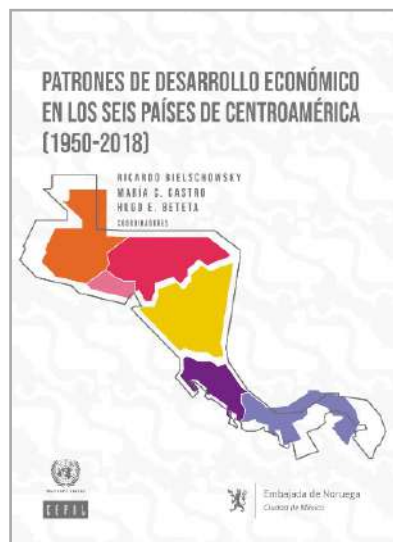 PATRONES DE DESARROLLO ECONÓMICO
EN LOS SEIS PAÍSES DE CENTROAMÉRICA
(1950-2018)
RICARDO BIELSCHOWSKY
MARÍA C. CASTRO
HUGO E. BETETA
COORDINADORES
CEPAL
Embajada de Noruega
Ciudad de México